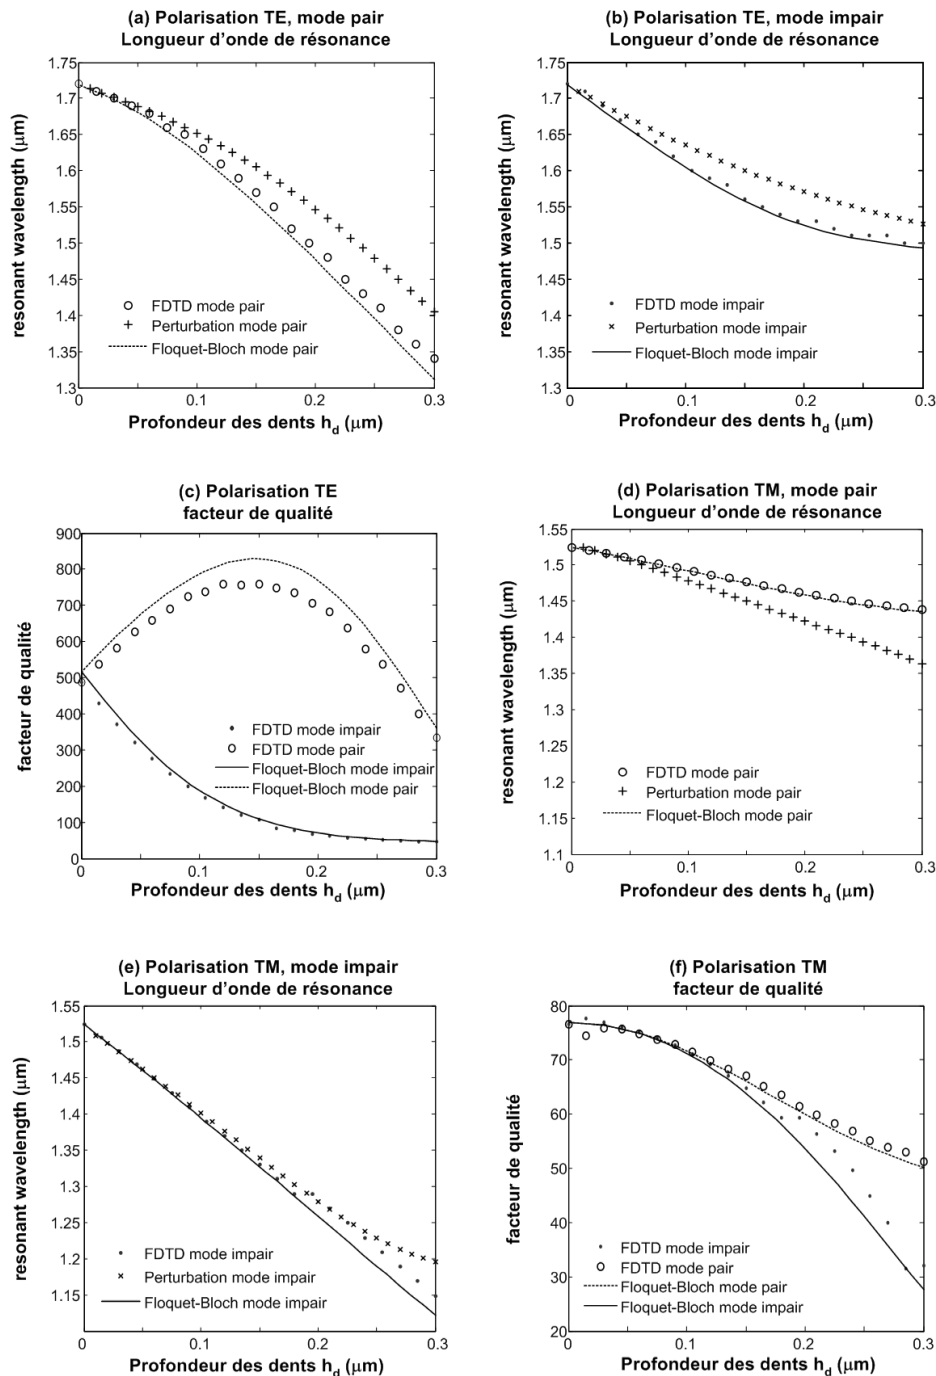 (a) Polarisation TE, mode pair
Longueur d'onde de résonance
1.75
1.7
1.65
1.6
1.55
1.5
1.45
1.4
1.35
1.3
resonant wavelength (μm)
FDTD mode pair
Perturbation mode pair
Floquet-Bloch mode pair
0
0.1
0.2
0.3
Profondeur des dents h_d (μm)
(b) Polarisation TE, mode impair
Longueur d'onde de résonance
1.75
1.7
1.65
1.6
1.55
1.5
1.45
1.4
1.35
1.3
resonant wavelength (μm)
FDTD mode impair
Perturbation mode impair
Floquet-Bloch mode impair
0
0.1
0.2
0.3
Profondeur des dents h_d (μm)
(c) Polarisation TE
facteur de qualité
900
800
700
600
500
400
300
200
100
0
facteur de qualité
FDTD mode impair
FDTD mode pair
Floquet-Bloch mode impair
Floquet-Bloch mode pair
0
0.1
0.2
0.3
Profondeur des dents h_d (μm)
(d) Polarisation TM, mode pair
Longueur d'onde de résonance
1.55
1.5
1.45
1.4
1.35
1.3
1.25
1.2
1.15
1.1
resonant wavelength (μm)
FDTD mode pair
Perturbation mode pair
Floquet-Bloch mode pair
0
0.1
0.2
0.3
Profondeur des dents h_d (μm)
(e) Polarisation TM, mode impair
Longueur d'onde de résonance
1.55
1.5
1.45
1.4
1.35
1.3
1.25
1.2
1.15
resonant wavelength (μm)
FDTD mode impair
Perturbation mode impair
Floquet-Bloch mode impair
0
0.1
0.2
0.3
Profondeur des dents h_d (μm)
(f) Polarisation TM
facteur de qualité
80
70
60
50
40
30
20
facteur de qualité
FDTD mode impair
FDTD mode pair
Floquet-Bloch mode pair
Floquet-Bloch mode impair
0
0.1
0.2
0.3
Profondeur des dents h_d (μm)